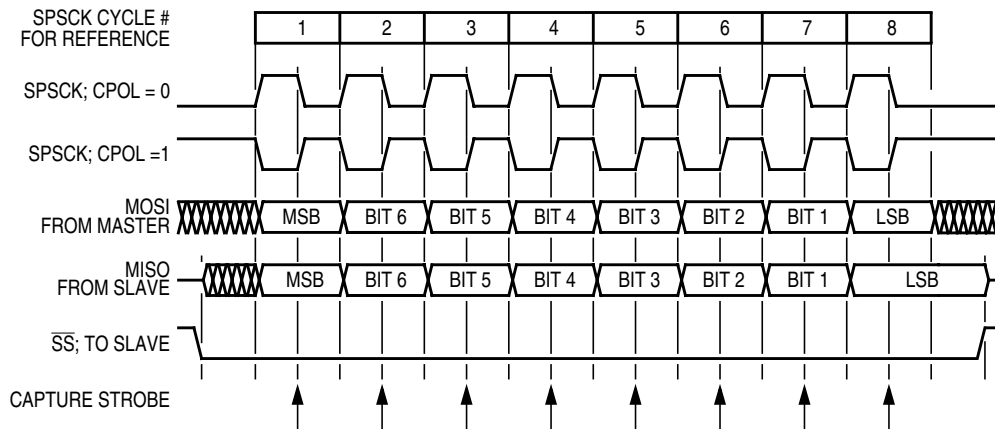 SPSCK CYCLE #
FOR REFERENCE
1 2 3 4 5 6 7 8
SPSCK; CPOL = 0
SPSCK; CPOL =1
MOSI
FROM MASTER
MSB BIT 6 BIT 5 BIT 4 BIT 3 BIT 2 BIT 1 LSB
MISO
FROM SLAVE
MSB BIT 6 BIT 5 BIT 4 BIT 3 BIT 2 BIT 1 LSB
S̅S̅; TO SLAVE
CAPTURE STROBE